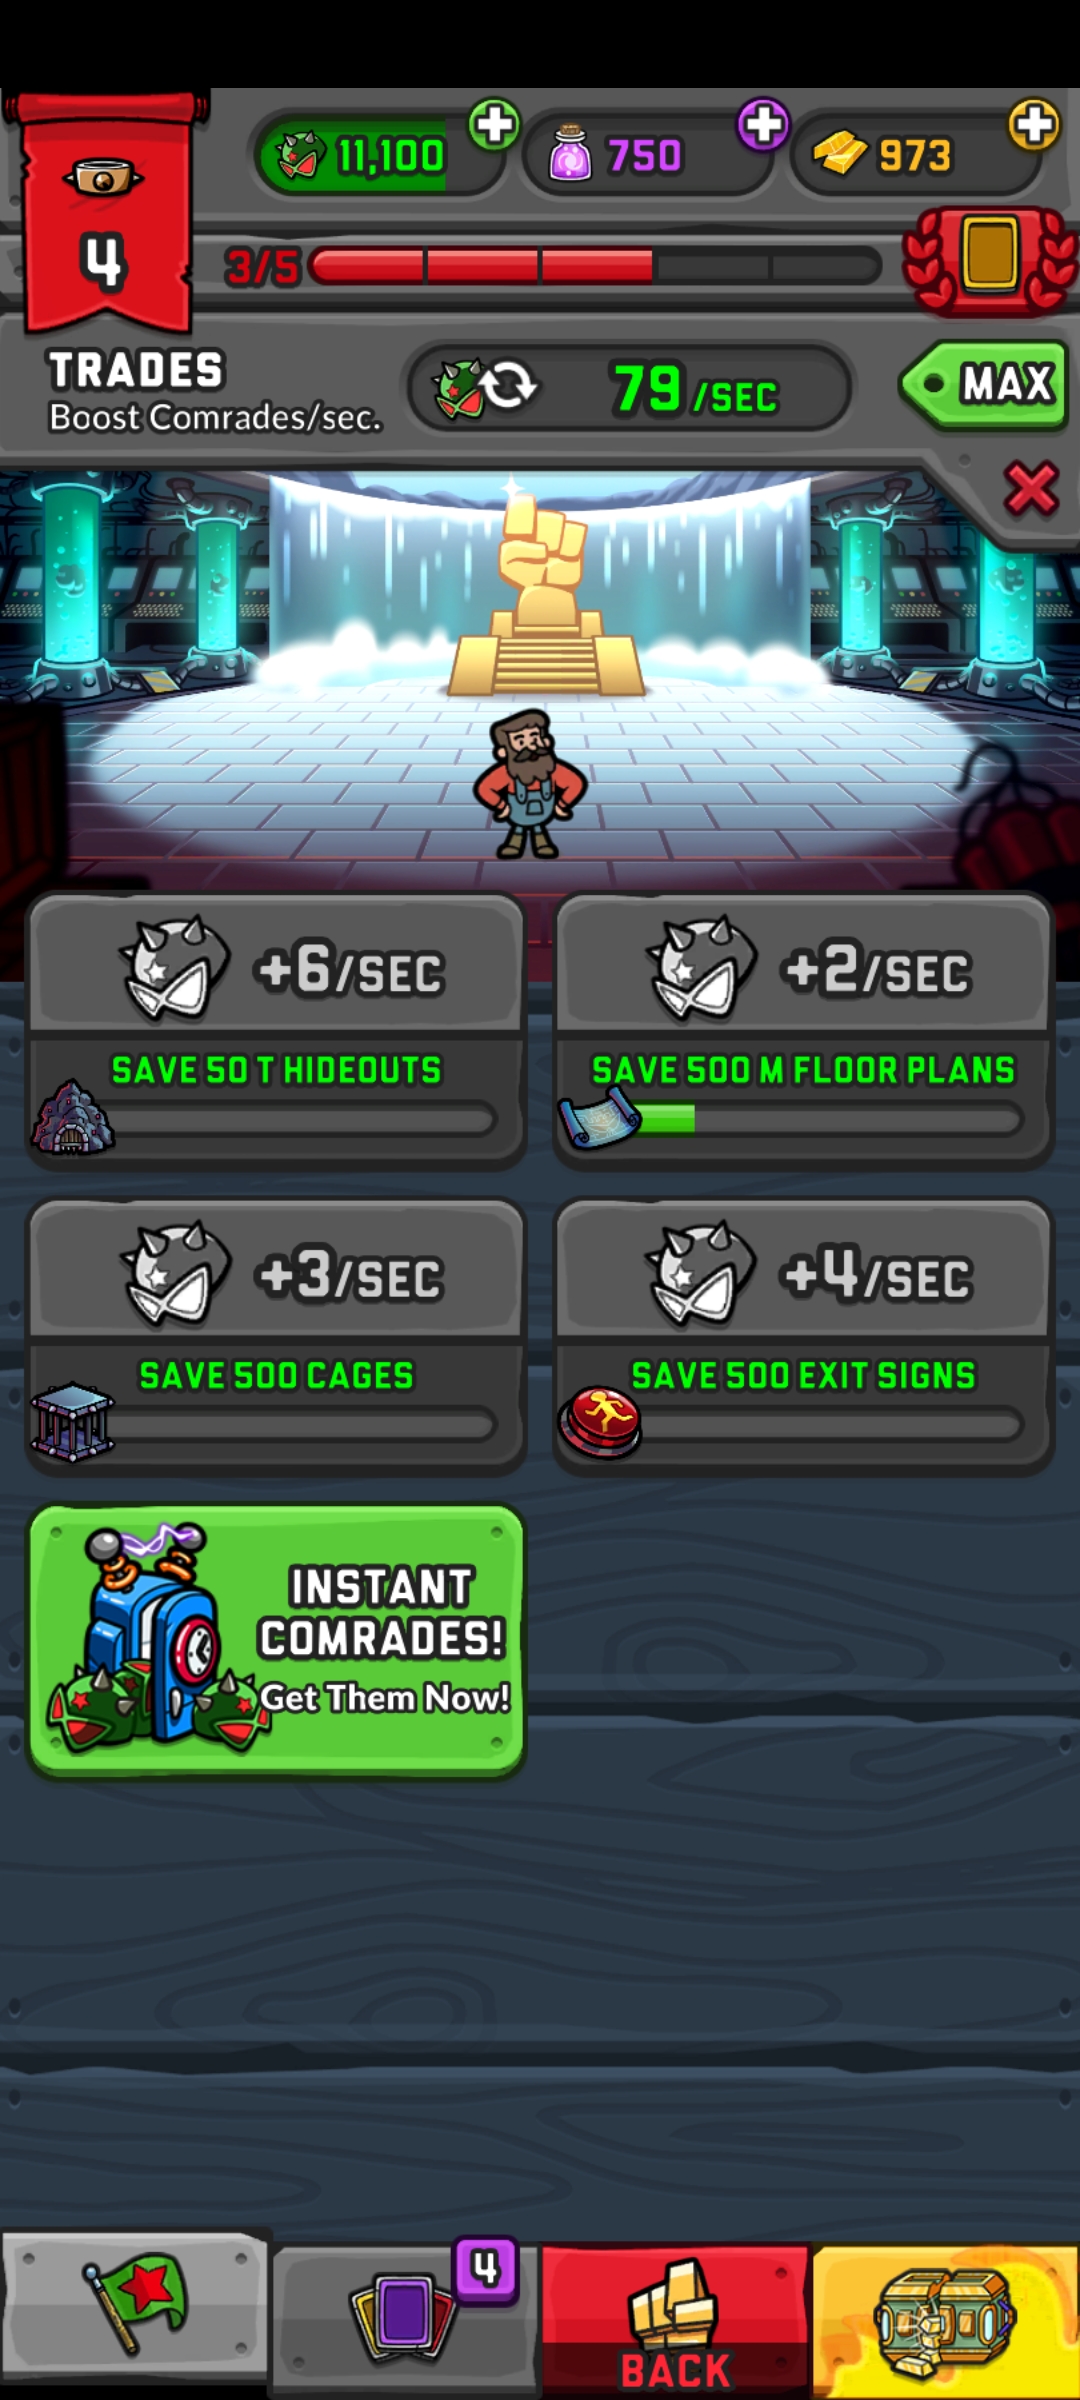 11,100
750
973
4
3/5
TRADES
Boost Comrades/sec.
79/SEC
MAX
+6/SEC
SAVE 50 T HIDEOUTS
+2/SEC
SAVE 500 M FLOOR PLANS
+3/SEC
SAVE 500 CAGES
+4/SEC
SAVE 500 EXIT SIGNS
INSTANT
COMRADES!
Get Them Now!
4
BACK